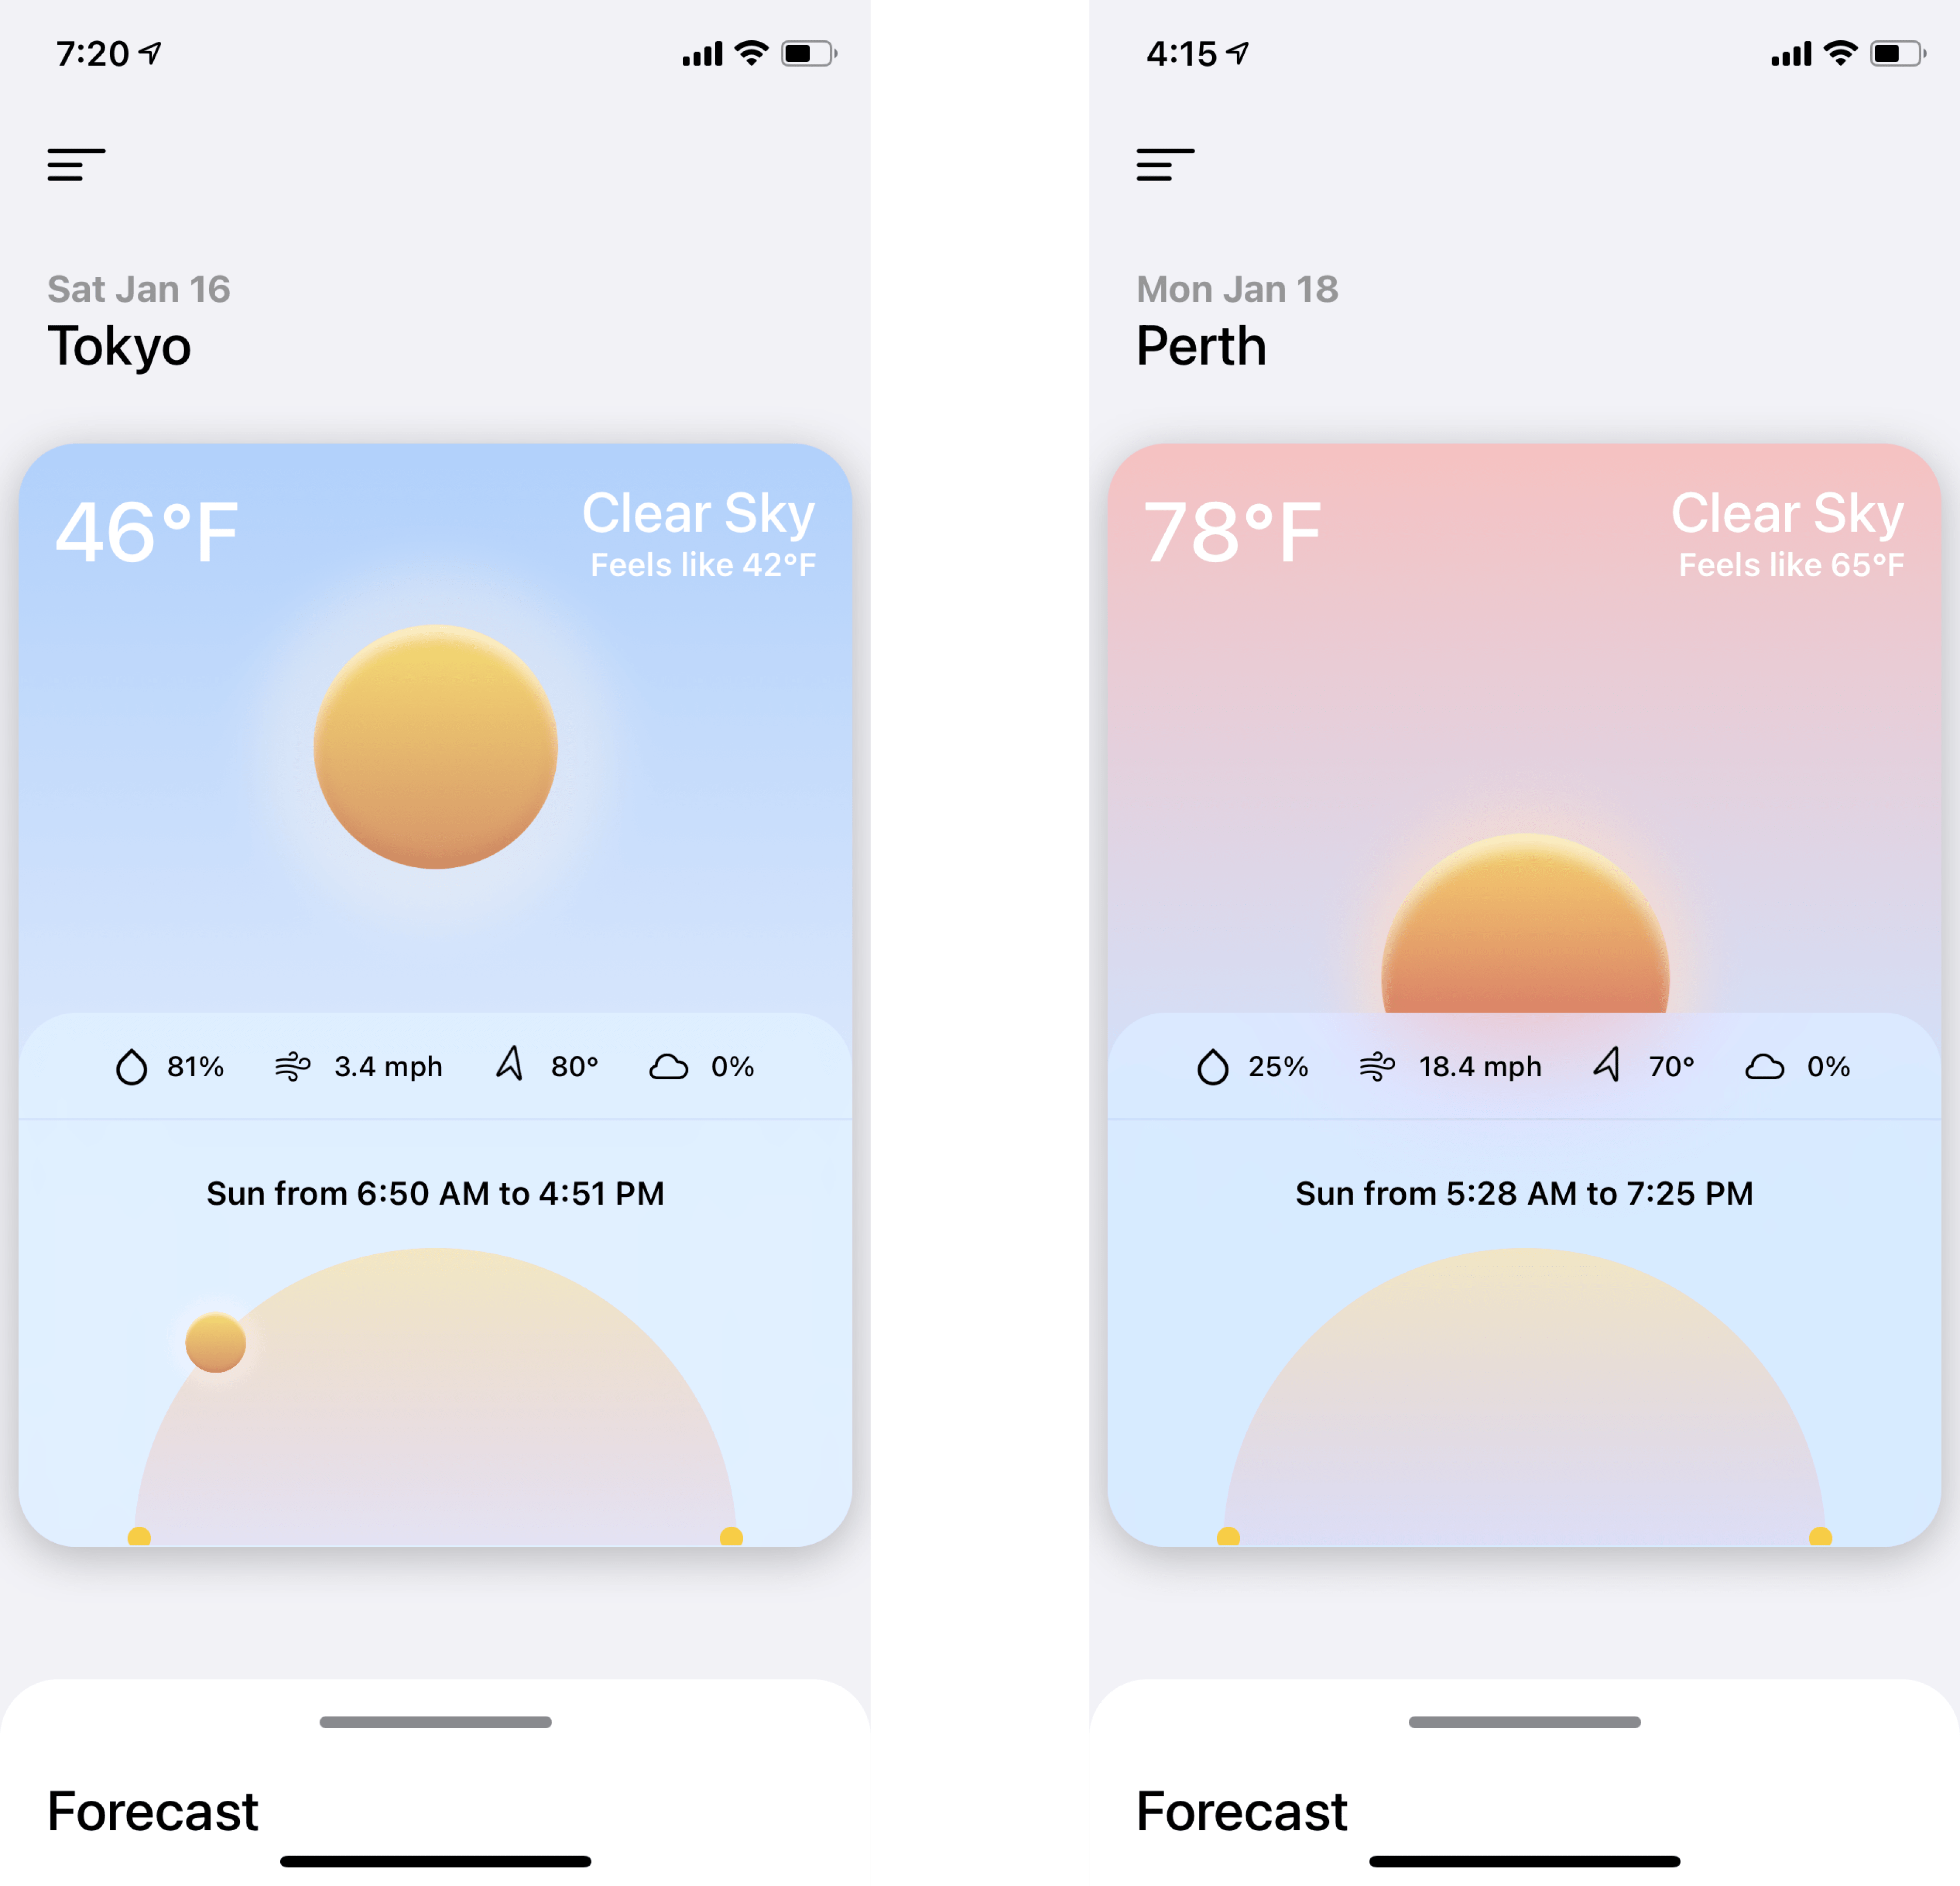 7:20
Sat Jan 16
Tokyo
46°F
Clear Sky
Feels like 42°F
81% 3.4 mph 80° 0%
Sun from 6:50 AM to 4:51 PM
Forecast
4:15
Mon Jan 18
Perth
78°F
Clear Sky
Feels like 65°F
25% 18.4 mph 70° 0%
Sun from 5:28 AM to 7:25 PM
Forecast